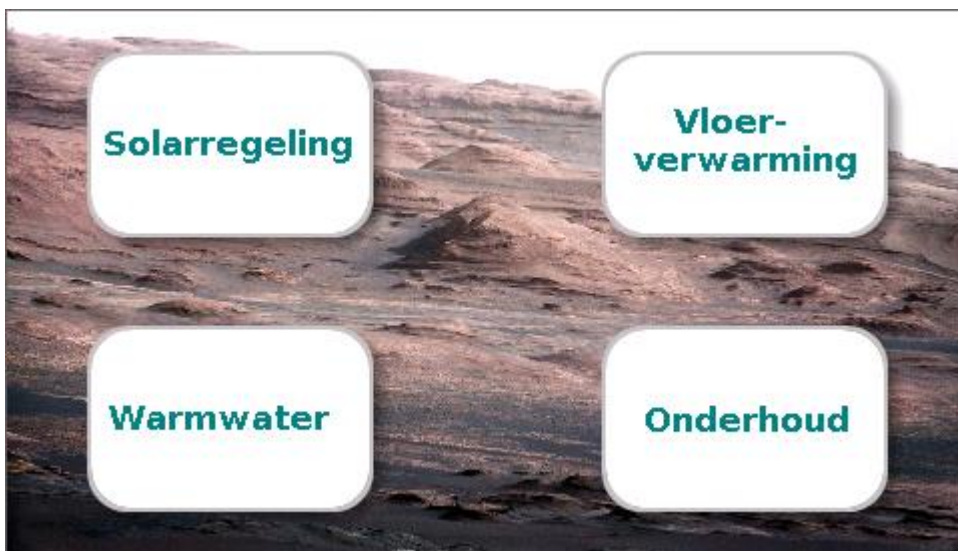 Solarregeling
Vloer-
verwarming
Warmwater
Onderhoud